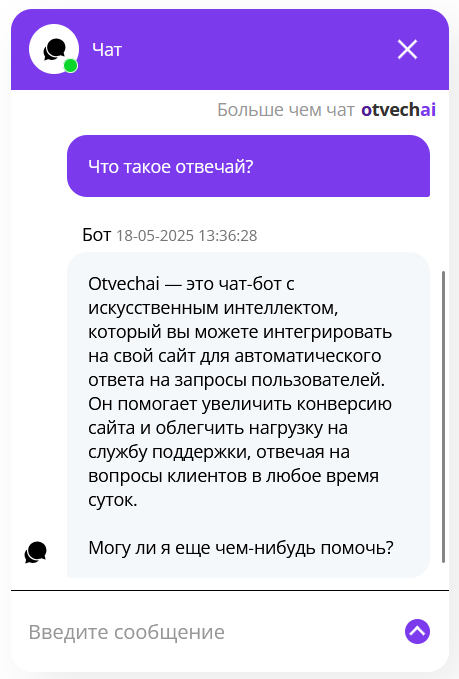 Чат
Больше чем чат otvechai
Что такое отвечай?
Бот 18-05-2025 13:36:28
Otvechai — это чат-бот с
искусственным интеллектом,
который вы можете интегрировать
на свой сайт для автоматического
ответа на запросы пользователей.
Он помогает увеличить конверсию
сайта и облегчить нагрузку на
службу поддержки, отвечая на
вопросы клиентов в любое время
суток.
Могу ли я еще чем-нибудь помочь?
Введите сообщение